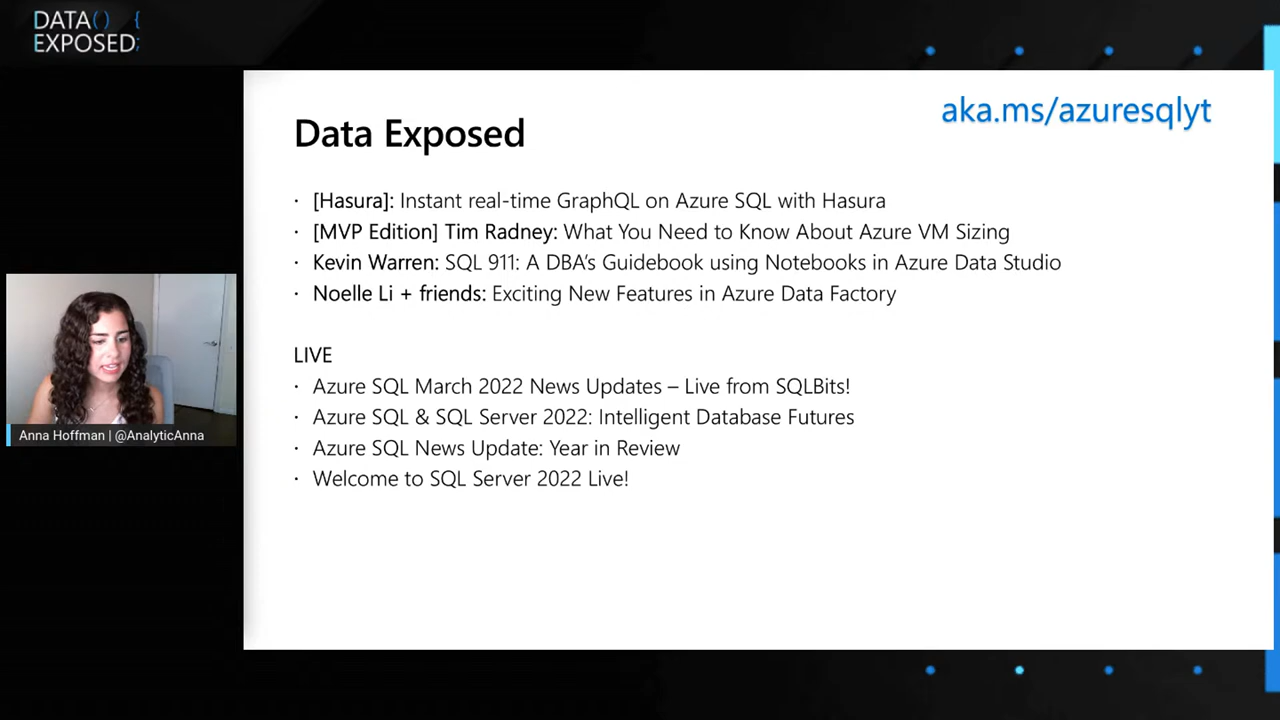 DATA() {
EXPOSED;
aka.ms/azuresqlyt
Data Exposed
· [Hasura]: Instant real-time GraphQL on Azure SQL with Hasura
· [MVP Edition] Tim Radney: What You Need to Know About Azure VM Sizing
· Kevin Warren: SQL 911: A DBA's Guidebook using Notebooks in Azure Data Studio
· Noelle Li + friends: Exciting New Features in Azure Data Factory
LIVE
· Azure SQL March 2022 News Updates – Live from SQLBits!
· Azure SQL & SQL Server 2022: Intelligent Database Futures
· Azure SQL News Update: Year in Review
· Welcome to SQL Server 2022 Live!
Anna Hoffman | @AnalyticAnna